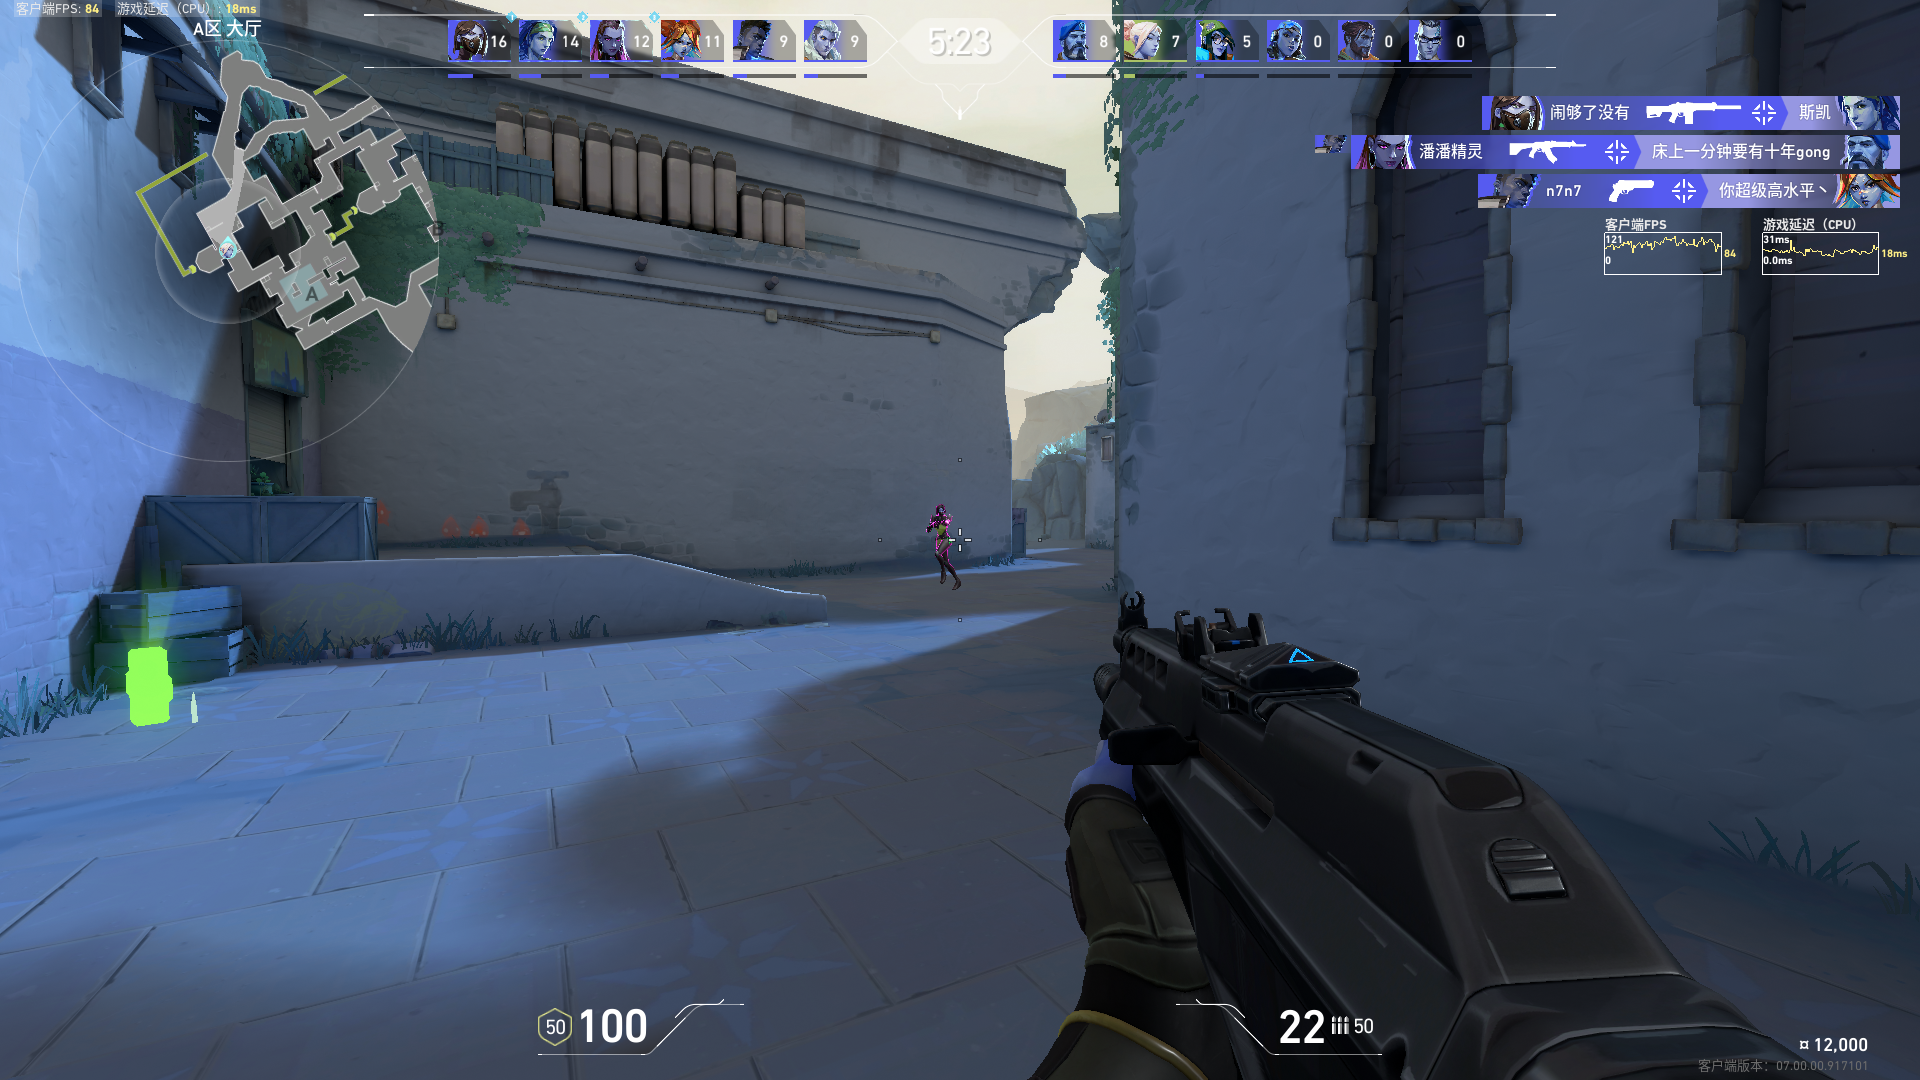 客户端FPS: 84 游戏延迟（CPU）: 18ms
A区 大厅
16 14 12 11 9 9 5:23 8 7 5 0 0 0
闹够了没有 斯凯
潘潘精灵 床上一分钟要有十年gong
n7n7 你超级高水平丶
客户端FPS 游戏延迟（CPU）
121 31ms
84 18ms
0 0.0ms
B
A
50 100 22 50
¤ 12,000
客户端版本： 07.00.00.917101